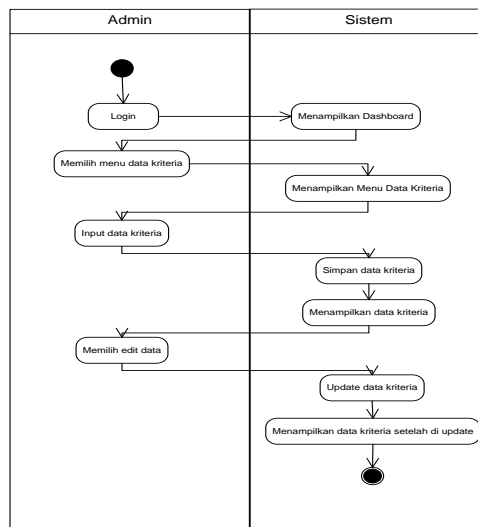 Admin
Sistem
Login
Menampilkan Dashboard
Memilih menu data kriteria
Menampilkan Menu Data Kriteria
Input data kriteria
Simpan data kriteria
Menampilkan data kriteria
Memilih edit data
Update data kriteria
Menampilkan data kriteria setelah di update